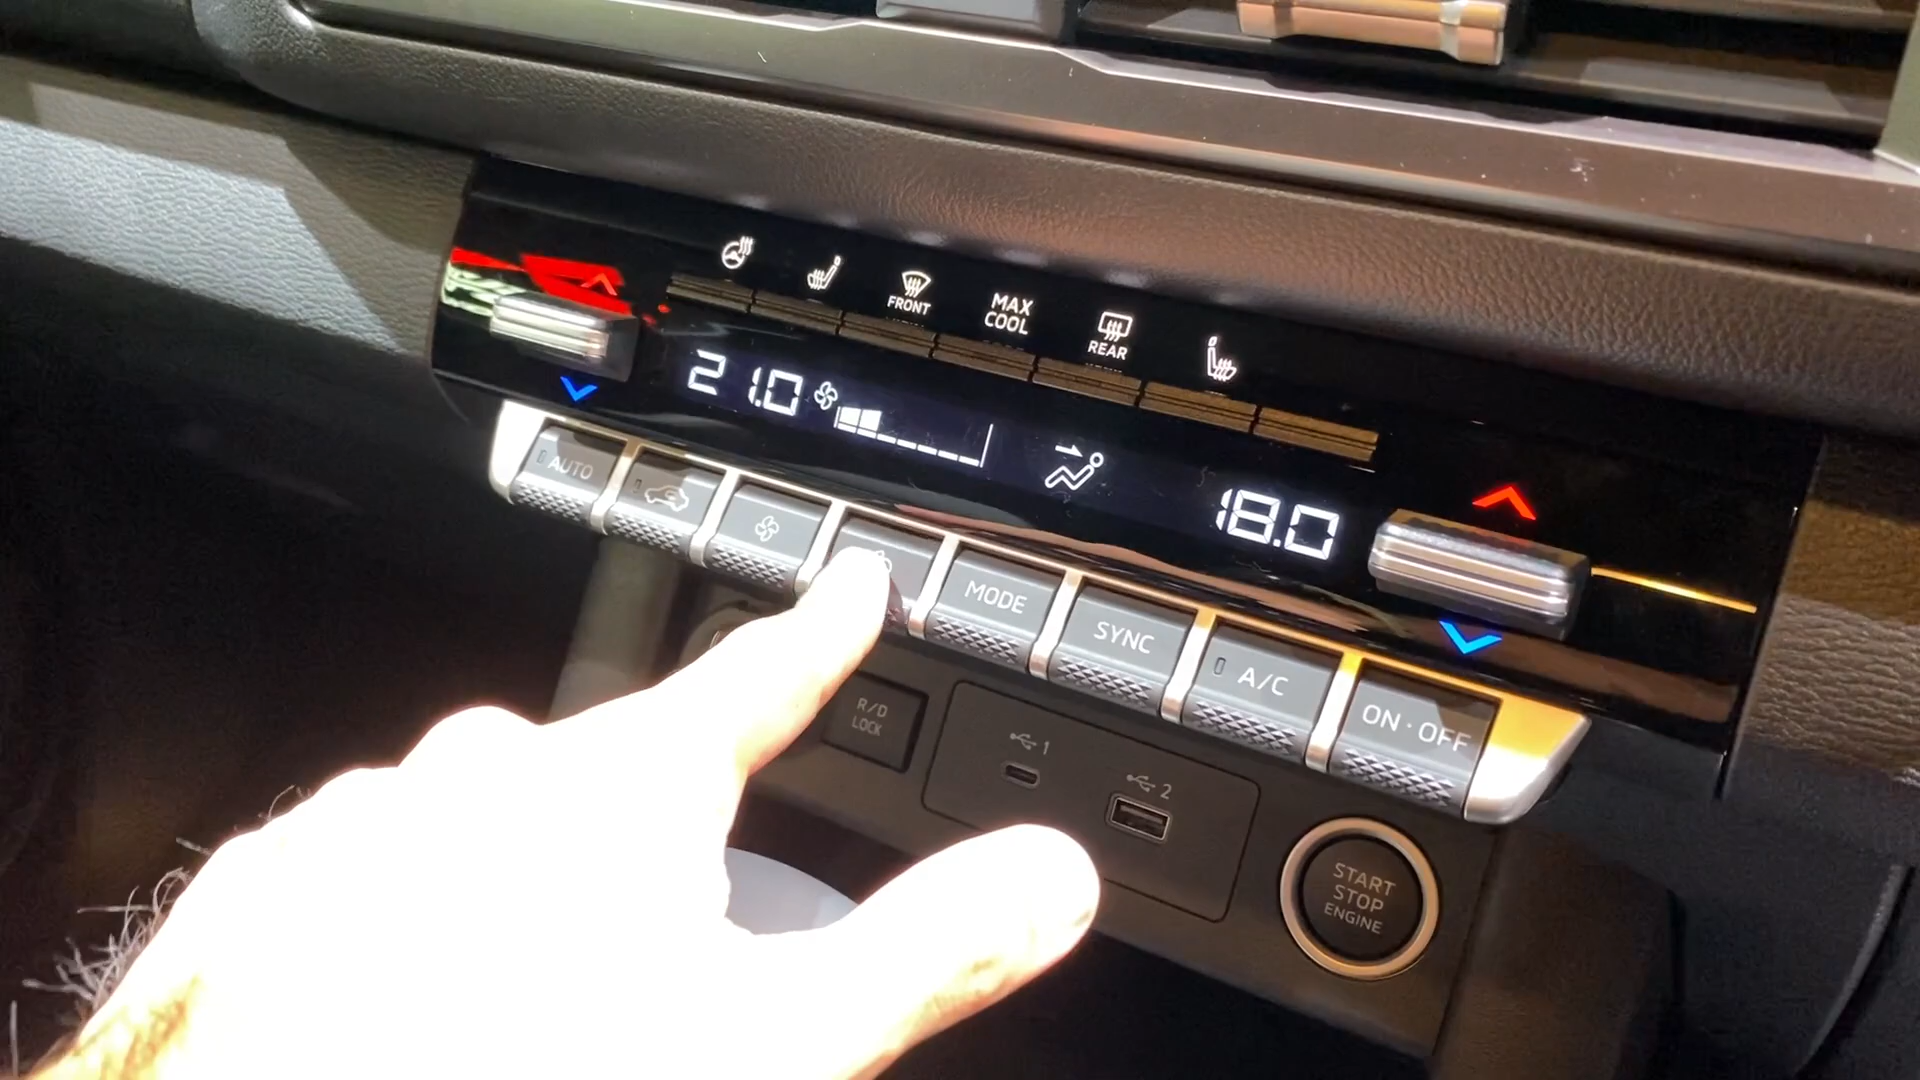 FRONT
MAX
COOL
REAR
21.0
18.0
AUTO
MODE
SYNC
A/C
ON · OFF
R/D
LOCK
1
2
START
STOP
ENGINE